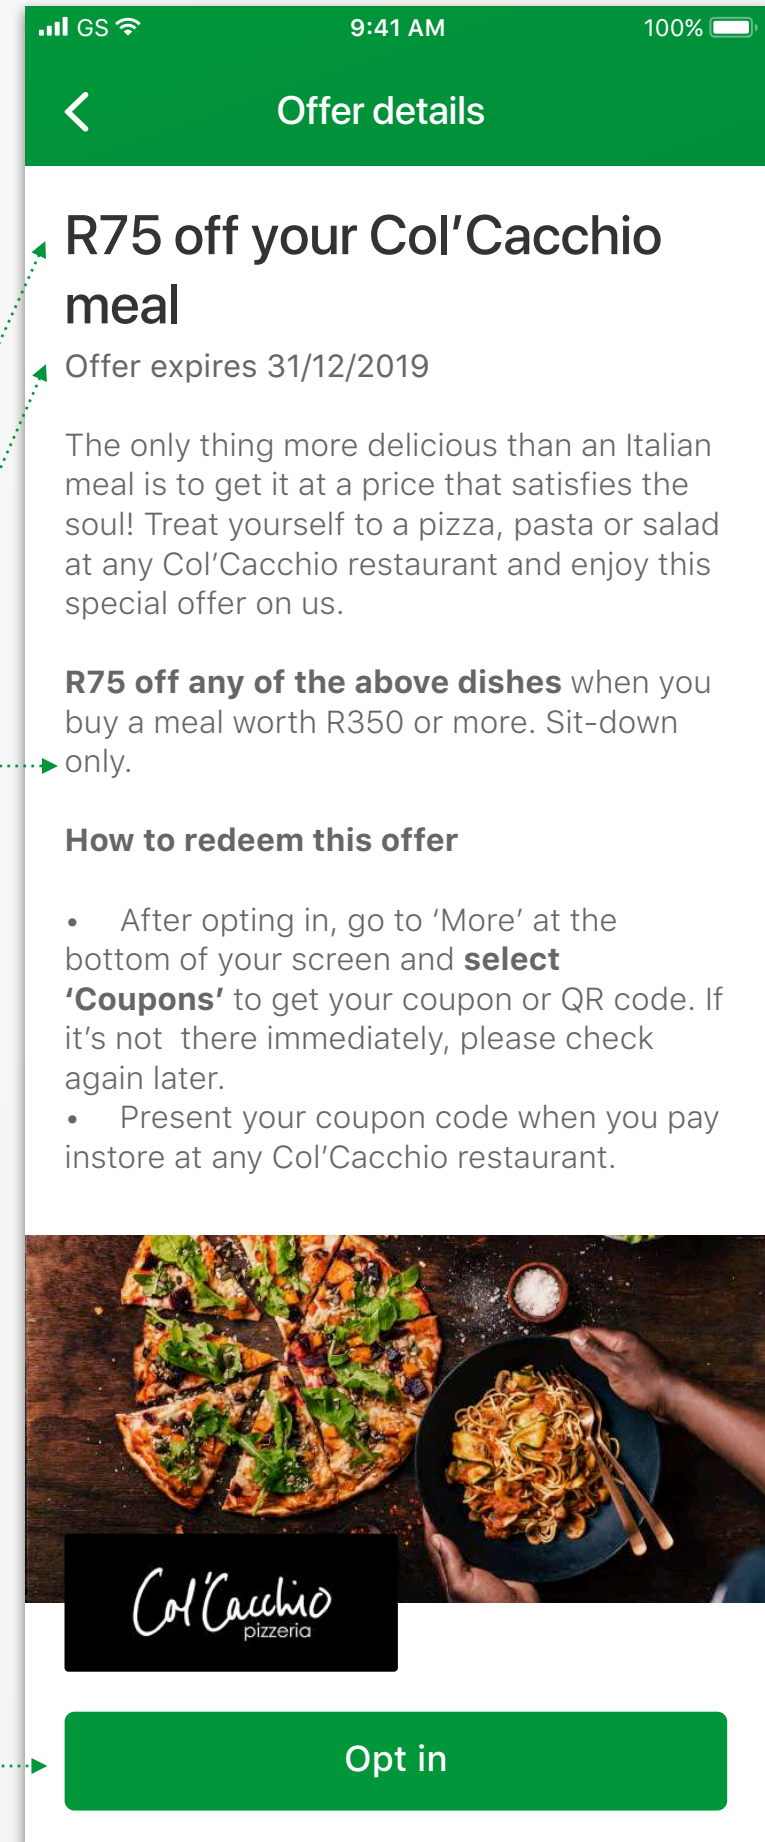 GS 9:41 AM 100%
Offer details
R75 off your Col'Cacchio
meal
Offer expires 31/12/2019
The only thing more delicious than an Italian
meal is to get it at a price that satisfies the
soul! Treat yourself to a pizza, pasta or salad
at any Col'Cacchio restaurant and enjoy this
special offer on us.
R75 off any of the above dishes when you
buy a meal worth R350 or more. Sit-down
only.
How to redeem this offer
• After opting in, go to ‘More’ at the
bottom of your screen and select
‘Coupons’ to get your coupon or QR code. If
it’s not  there immediately, please check
again later.
• Present your coupon code when you pay
instore at any Col'Cacchio restaurant.
Col'Cacchio
pizzeria
Opt in